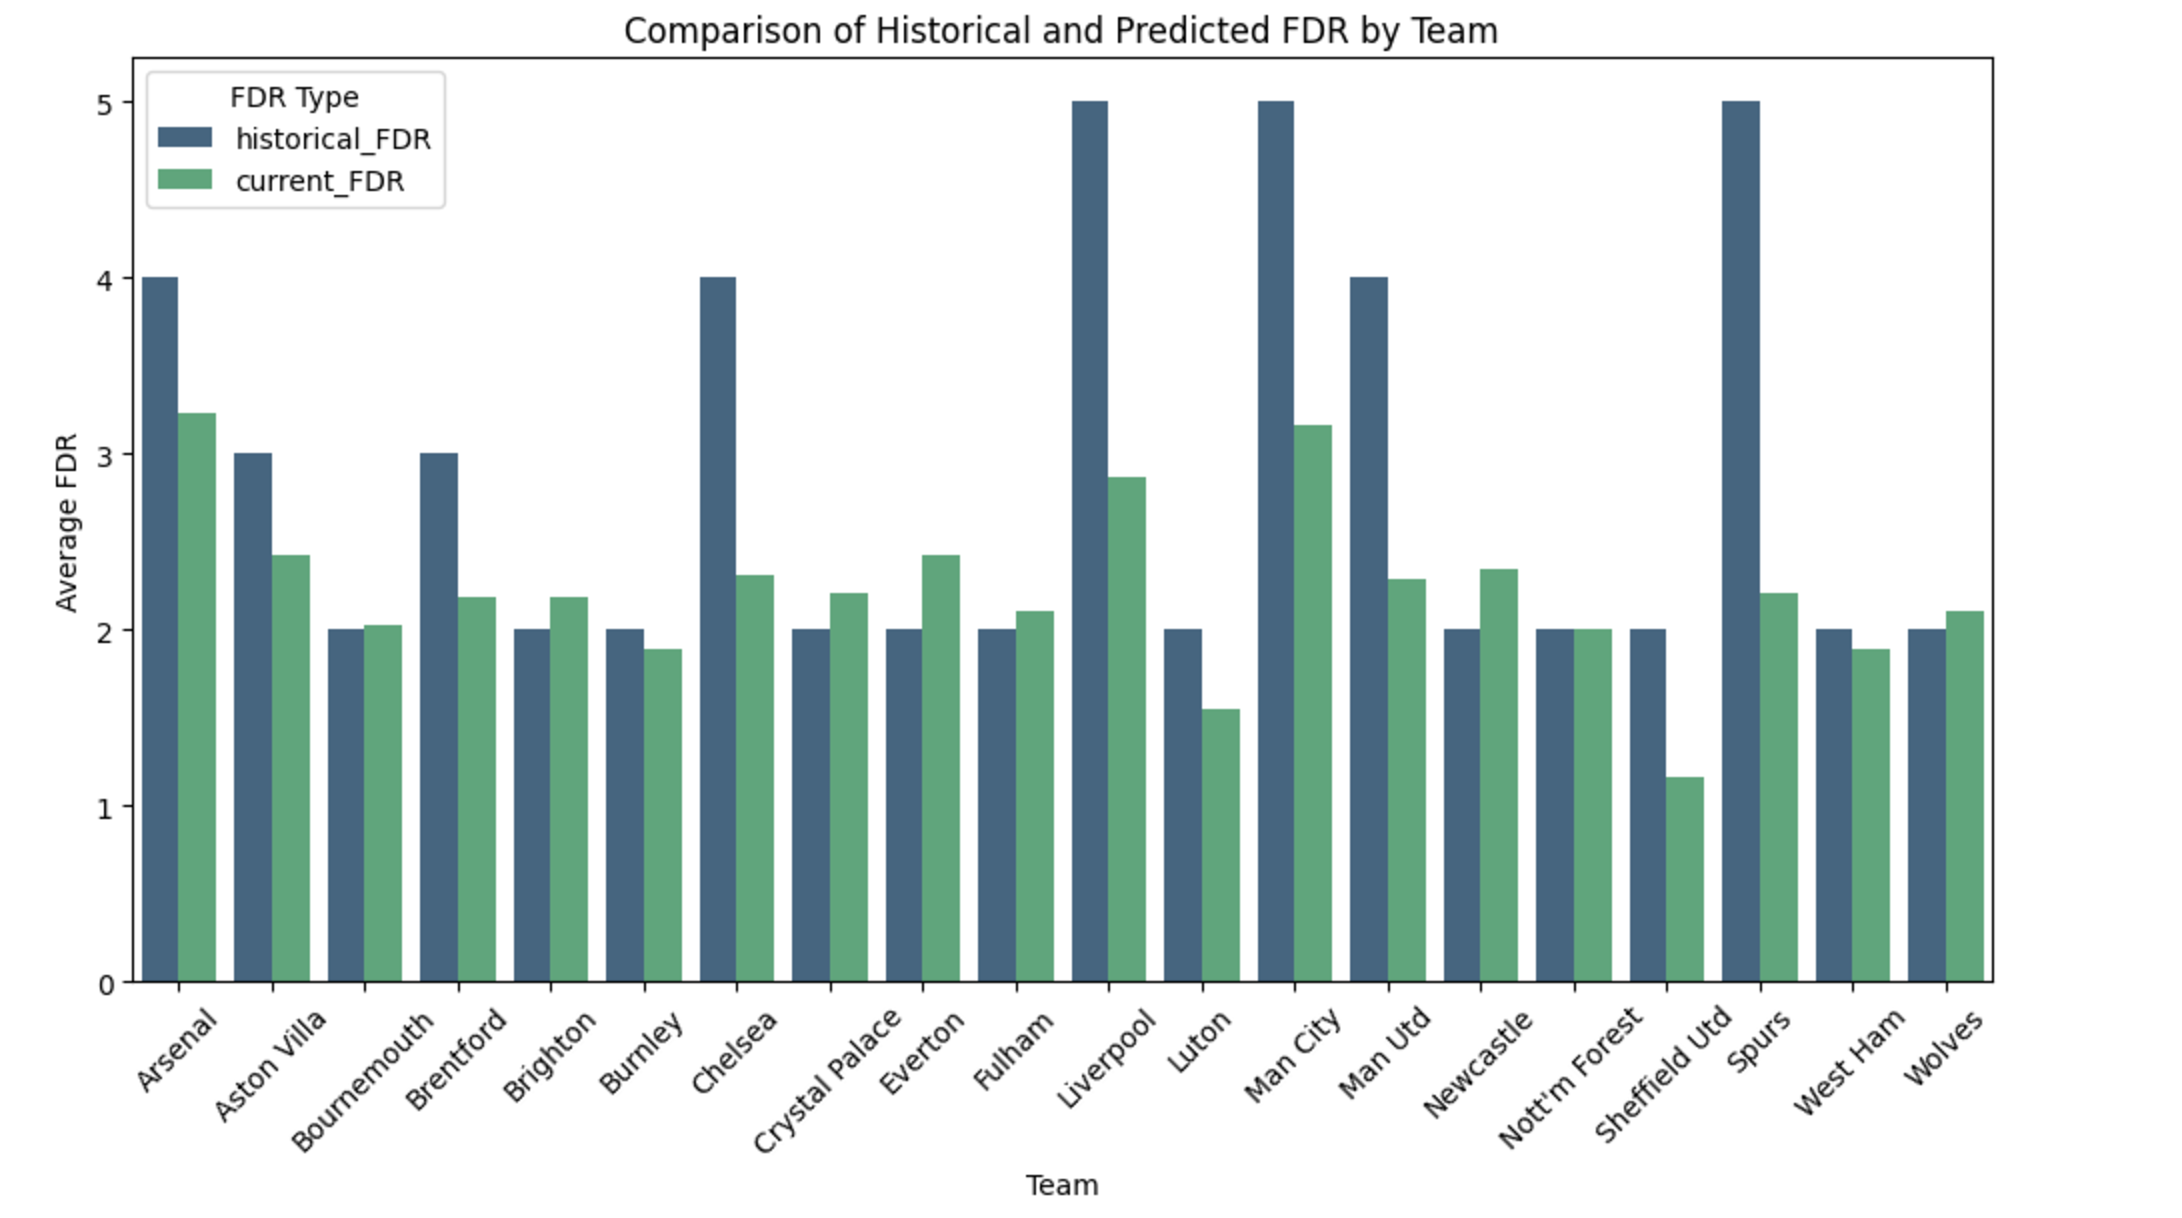 Comparison of Historical and Predicted FDR by Team
FDR Type
historical_FDR
current_FDR
Average FDR
5
4
3
2
1
0
Arsenal
Aston Villa
Bournemouth
Brentford
Brighton
Burnley
Chelsea
Crystal Palace
Everton
Fulham
Liverpool
Luton
Man City
Man Utd
Newcastle
Nott'm Forest
Sheffield Utd
Spurs
West Ham
Wolves
Team